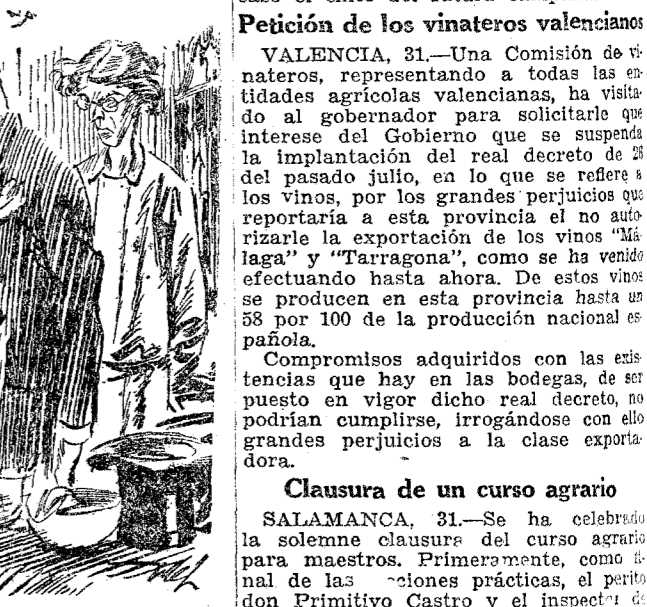 Petición de los vinateros valencianos
VALENCIA, 31.—Una Comisión de vi-
nateros, representando a todas las en-
tidades agrícolas valencianas, ha visita-
do al gobernador para solicitarle que
interese del Gobierno que se suspenda
la implantación del real decreto de 26
del pasado julio, en lo que se refiere a
los vinos, por los grandes perjuicios que
reportaría a esta provincia el no auto-
rizarle la exportación de los vinos "Má-
laga" y "Tarragona", como se ha venido
efectuando hasta ahora. De estos vinos
se producen en esta provincia hasta un
58 por 100 de la producción nacional es-
pañola.
Compromisos adquiridos con las exis-
tencias que hay en las bodegas, de ser
puesto en vigor dicho real decreto, no
podrían cumplirse, irrogándose con ello
grandes perjuicios a la clase exporta-
dora.
Clausura de un curso agrario
SALAMANCA, 31.—Se ha celebrado
la solemne clausura del curso agrario
para maestros. Primeramente, como fi-
nal de las ciones prácticas, el perito
don Primitivo Castro y el inspector de